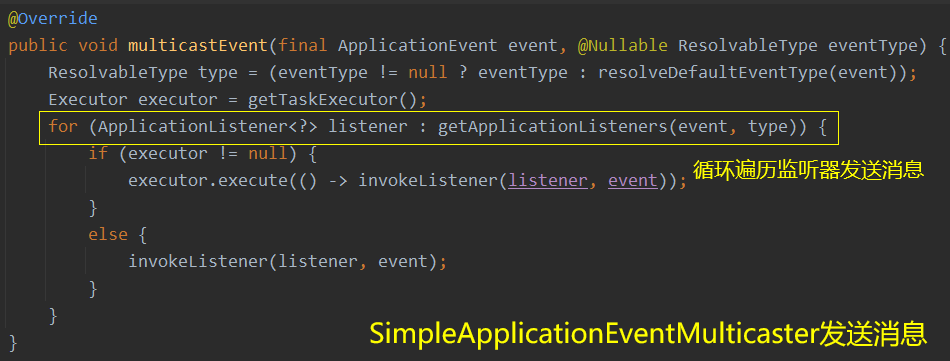 @Override
public void multicastEvent(final ApplicationEvent event, @Nullable ResolvableType eventType) {
ResolvableType type = (eventType != null ? eventType : resolveDefaultEventType(event));
Executor executor = getTaskExecutor();
for (ApplicationListener<?> listener : getApplicationListeners(event, type)) {
if (executor != null) {
executor.execute(() -> invokeListener(listener, event));
循环遍历监听器发送消息
}
else {
invokeListener(listener, event);
}
}
SimpleApplicationEventMulticaster发送消息
}